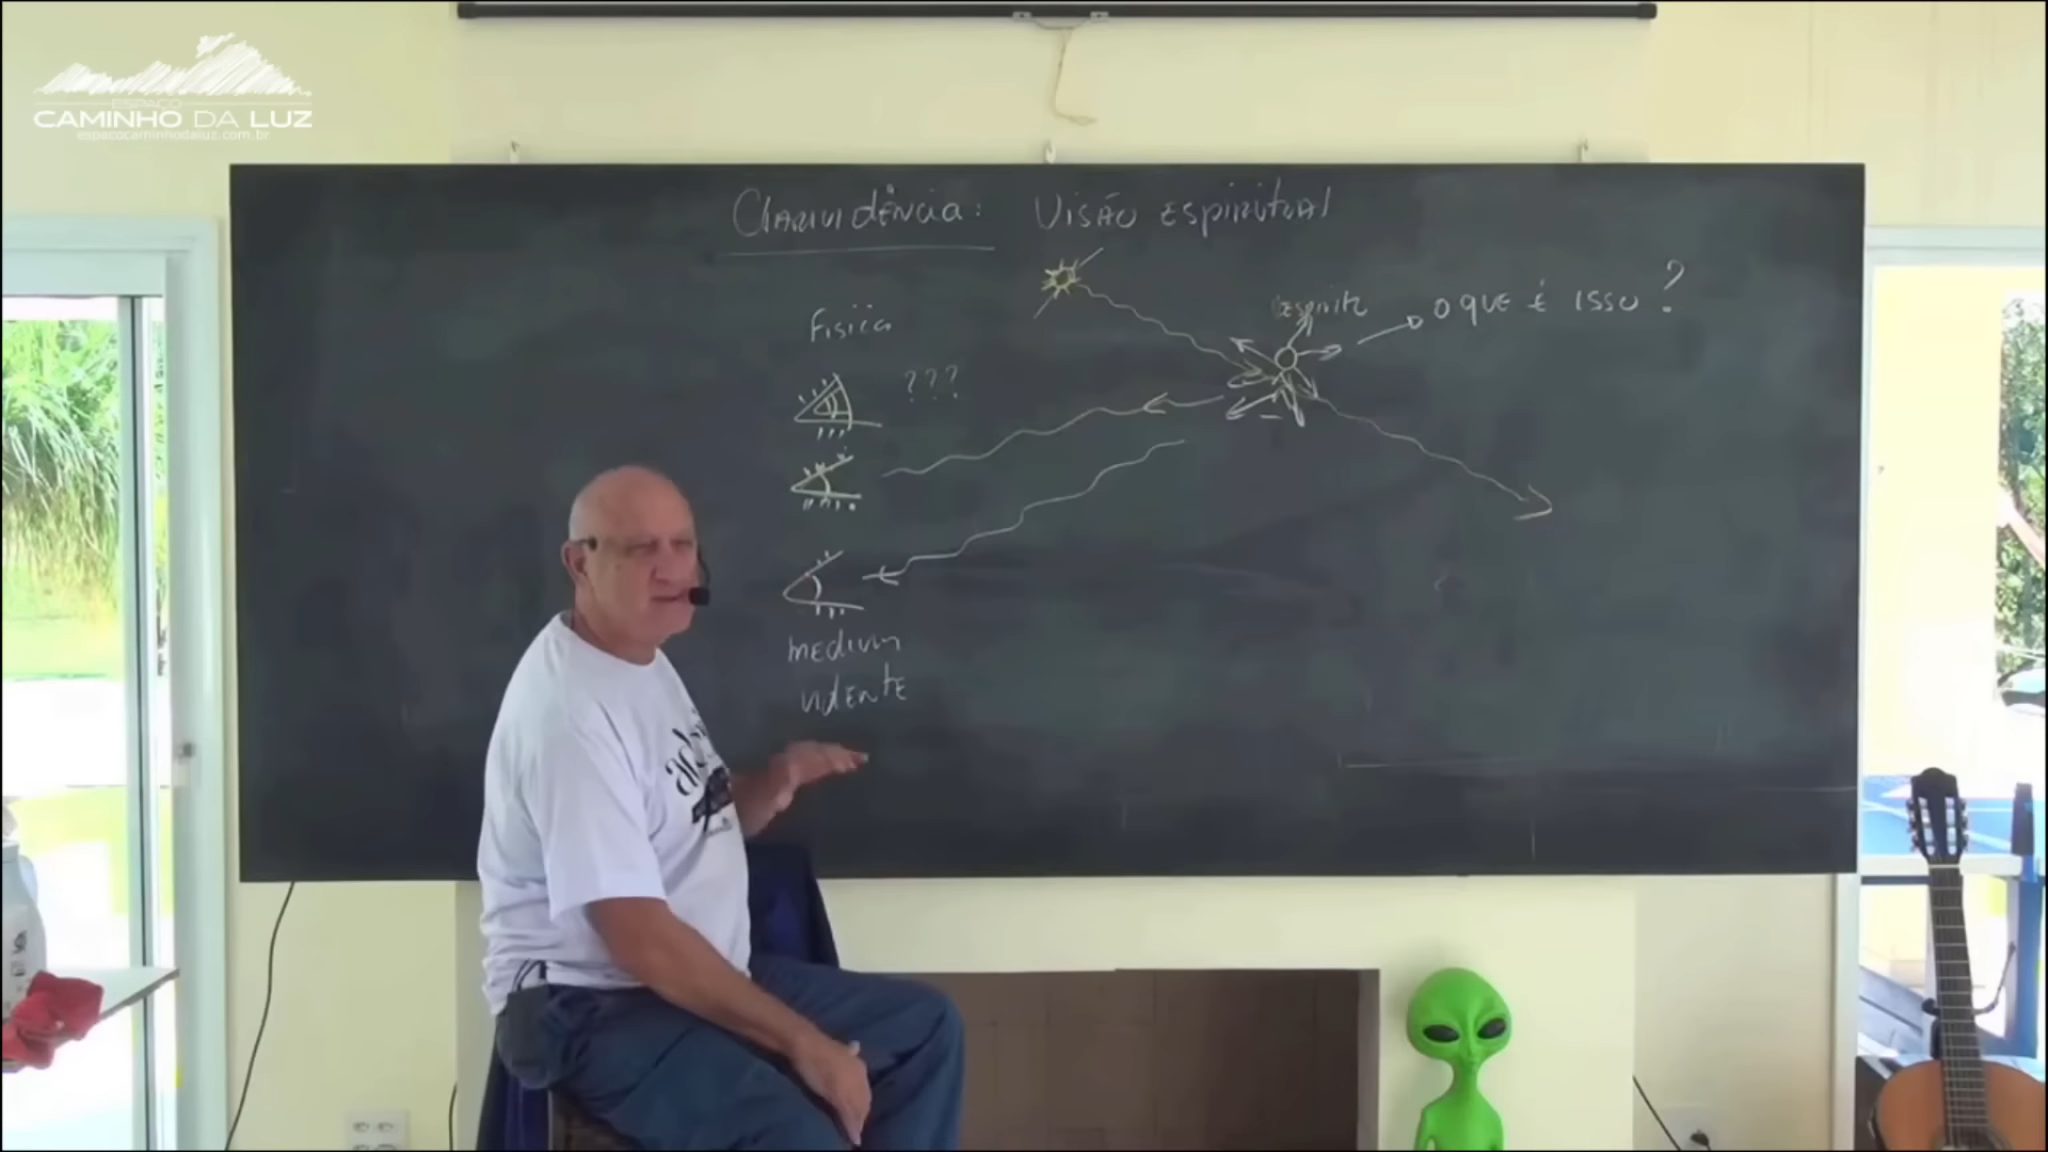 ESPAÇO
CAMINHO DA LUZ
espacocaminhodaluz.com.br
Clarividência: Visão espiritual
Física
espírito
O QUE É ISSO?
???
medium
vidente